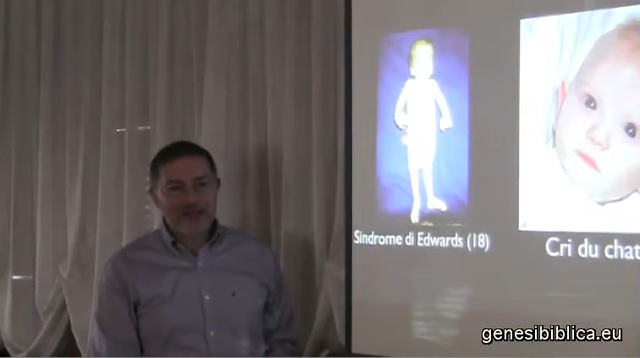 Sindrome di Edwards (18)
Cri du chat
genesibiblica.eu